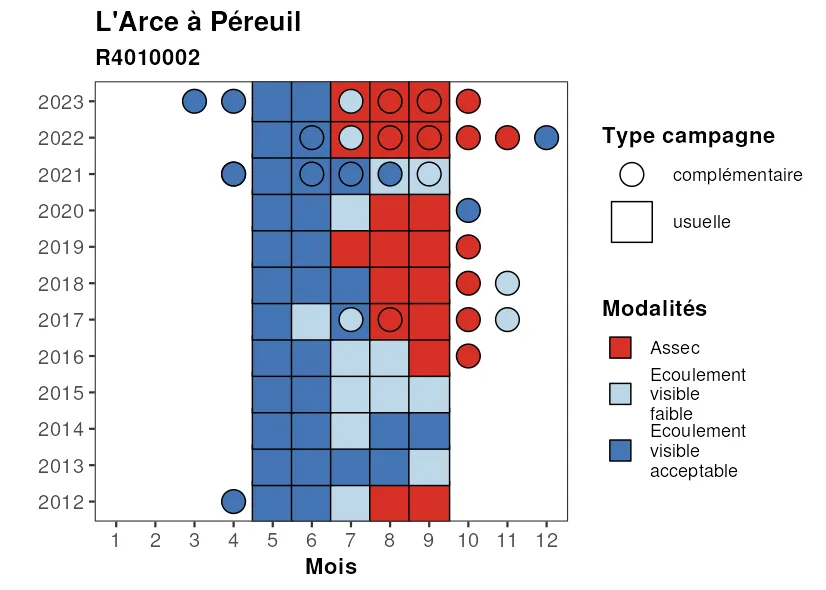 L'Arce à Péreuil
R4010002
2023
2022
2021
2020
2019
2018
2017
2016
2015
2014
2013
2012
1 2 3 4 5 6 7 8 9 10 11 12
Mois
Type campagne
complémentaire
usuelle
Modalités
Assec
Ecoulement
visible
faible
Ecoulement
visible
acceptable